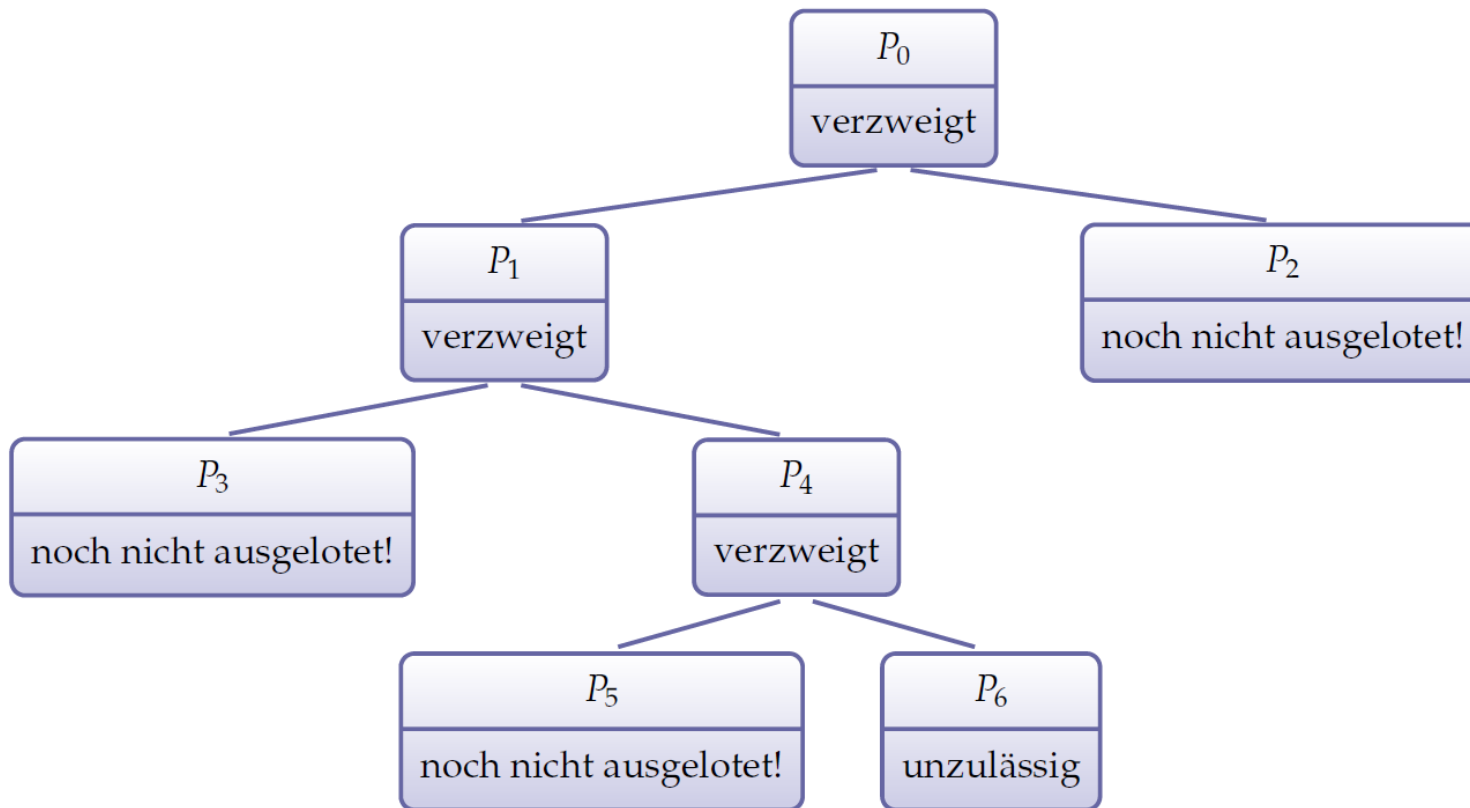 P₀
verzweigt
P₁
verzweigt
P₂
noch nicht ausgelotet!
P₃
noch nicht ausgelotet!
P₄
verzweigt
P₅
noch nicht ausgelotet!
P₆
unzulässig